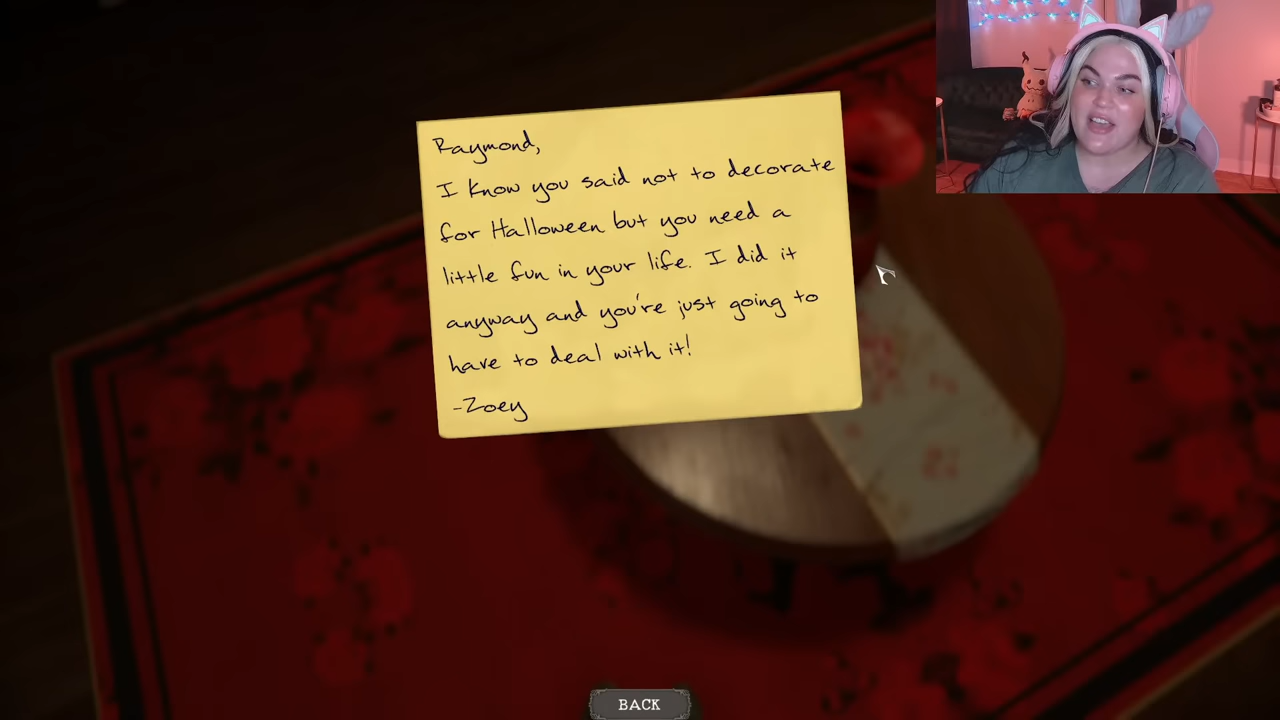 Raymond,
I know you said not to decorate
for Halloween but you need a
little fun in your life. I did it
anyway and you're just going to
have to deal with it!
-Zoey
BACK